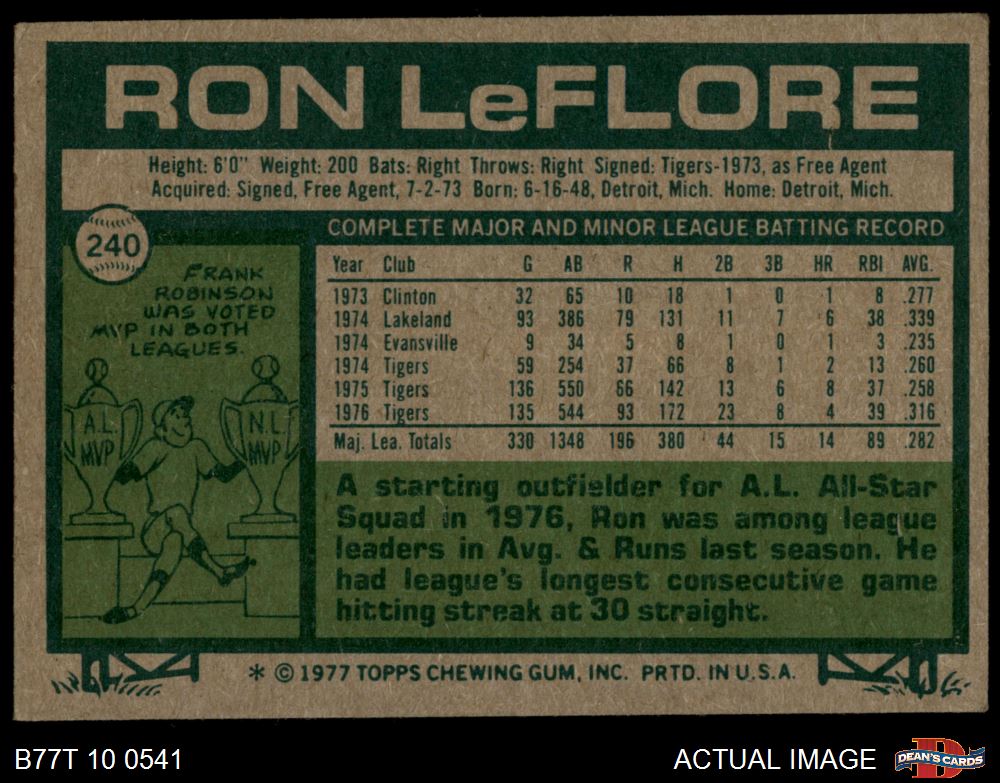 RON LeFLORE
Height: 6'0" Weight: 200 Bats: Right Throws: Right Signed: Tigers-1973, as Free Agent
Acquired: Signed, Free Agent, 7-2-73 Born: 6-16-48, Detroit, Mich. Home: Detroit, Mich.
240
FRANK
ROBINSON
WAS VOTED
MVP IN BOTH
LEAGUES.
A.L.
MVP
N.L.
MVP
COMPLETE MAJOR AND MINOR LEAGUE BATTING RECORD
Year Club G AB R H 2B 3B HR RBI AVG.
1973 Clinton 32 65 10 18 1 0 1 8 .277
1974 Lakeland 93 386 79 131 11 7 6 38 .339
1974 Evansville 9 34 5 8 1 0 1 3 .235
1974 Tigers 59 254 37 66 8 1 2 13 .260
1975 Tigers 136 550 66 142 13 6 8 37 .258
1976 Tigers 135 544 93 172 23 8 4 39 .316
Maj. Lea. Totals 330 1348 196 380 44 15 14 89 .282
A starting outfielder for A.L. All-Star
Squad in 1976, Ron was among league
leaders in Avg. & Runs last season. He
had league's longest consecutive game
hitting streak at 30 straight.
* © 1977 TOPPS CHEWING GUM, INC. PRTD. IN U.S.A.
B77T 10 0541
ACTUAL IMAGE
D
DEAN'S CARDS